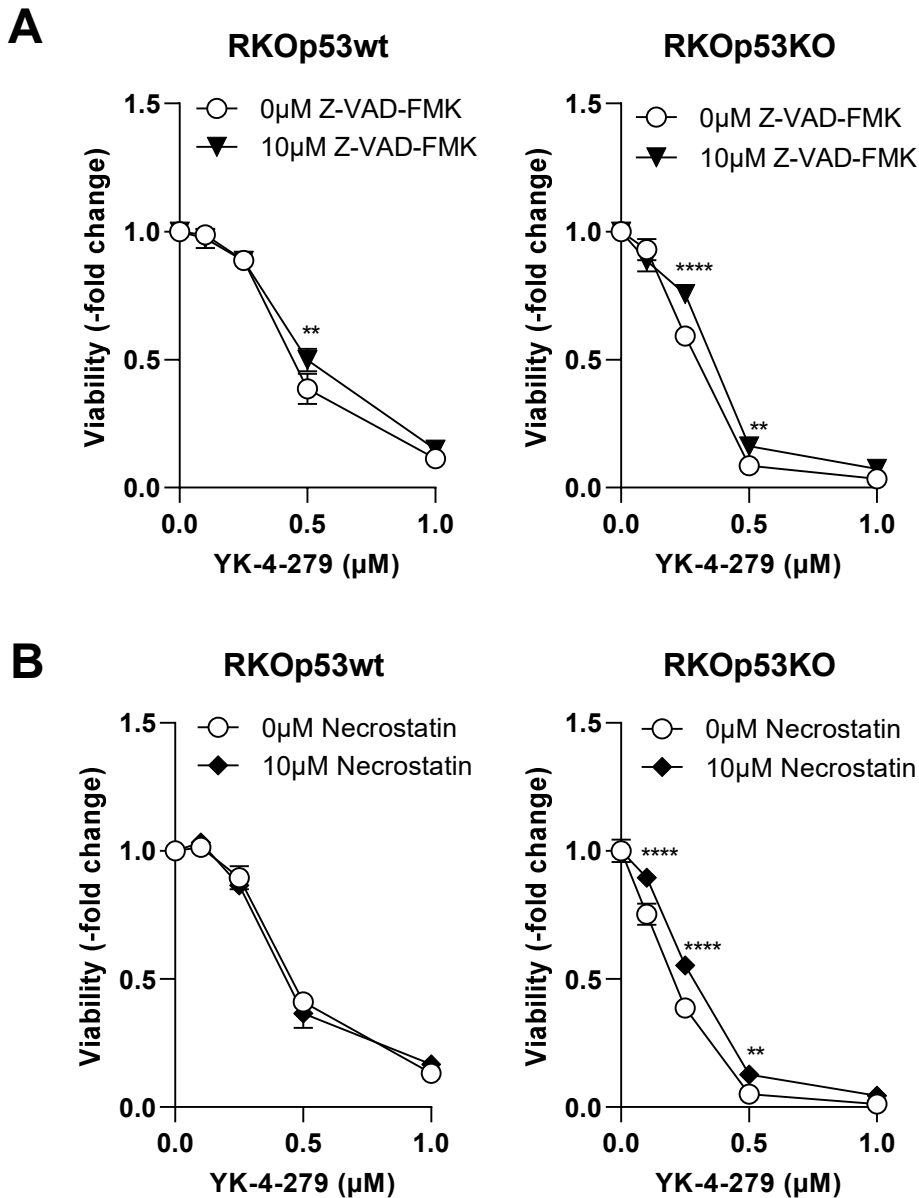 A
RKOp53wt
RKOp53KO
1.5
0µM Z-VAD-FMK
10µM Z-VAD-FMK
1.0
**
0.5
0.0
0.0 0.5 1.0
Viability (-fold change)
YK-4-279 (µM)
1.5
0µM Z-VAD-FMK
10µM Z-VAD-FMK
1.0
****
0.5
**
0.0
0.0 0.5 1.0
Viability (-fold change)
YK-4-279 (µM)
B
RKOp53wt
RKOp53KO
1.5
0µM Necrostatin
10µM Necrostatin
1.0
0.5
0.0
0.0 0.5 1.0
Viability (-fold change)
YK-4-279 (µM)
1.5
0µM Necrostatin
10µM Necrostatin
1.0
****
****
0.5
**
0.0
0.0 0.5 1.0
Viability (-fold change)
YK-4-279 (µM)